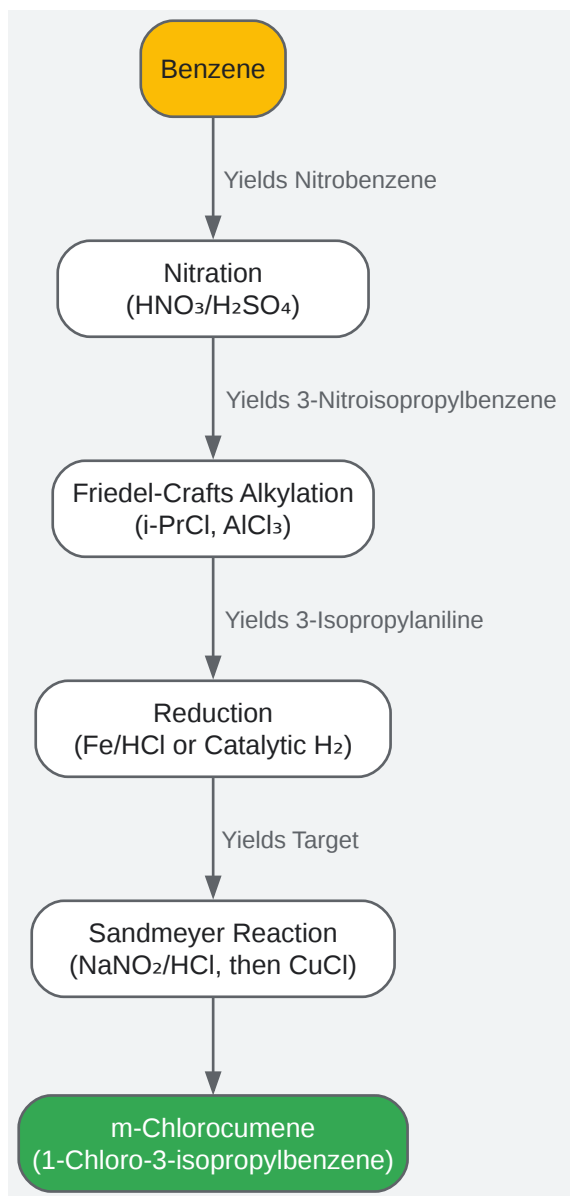 Benzene
Yields Nitrobenzene
Nitration
(HNO₃/H₂SO₄)
Yields 3-Nitroisopropylbenzene
Friedel-Crafts Alkylation
(i-PrCl, AlCl₃)
Yields 3-Isopropylaniline
Reduction
(Fe/HCl or Catalytic H₂)
Yields Target
Sandmeyer Reaction
(NaNO₂/HCl, then CuCl)
m-Chlorocumene
(1-Chloro-3-isopropylbenzene)